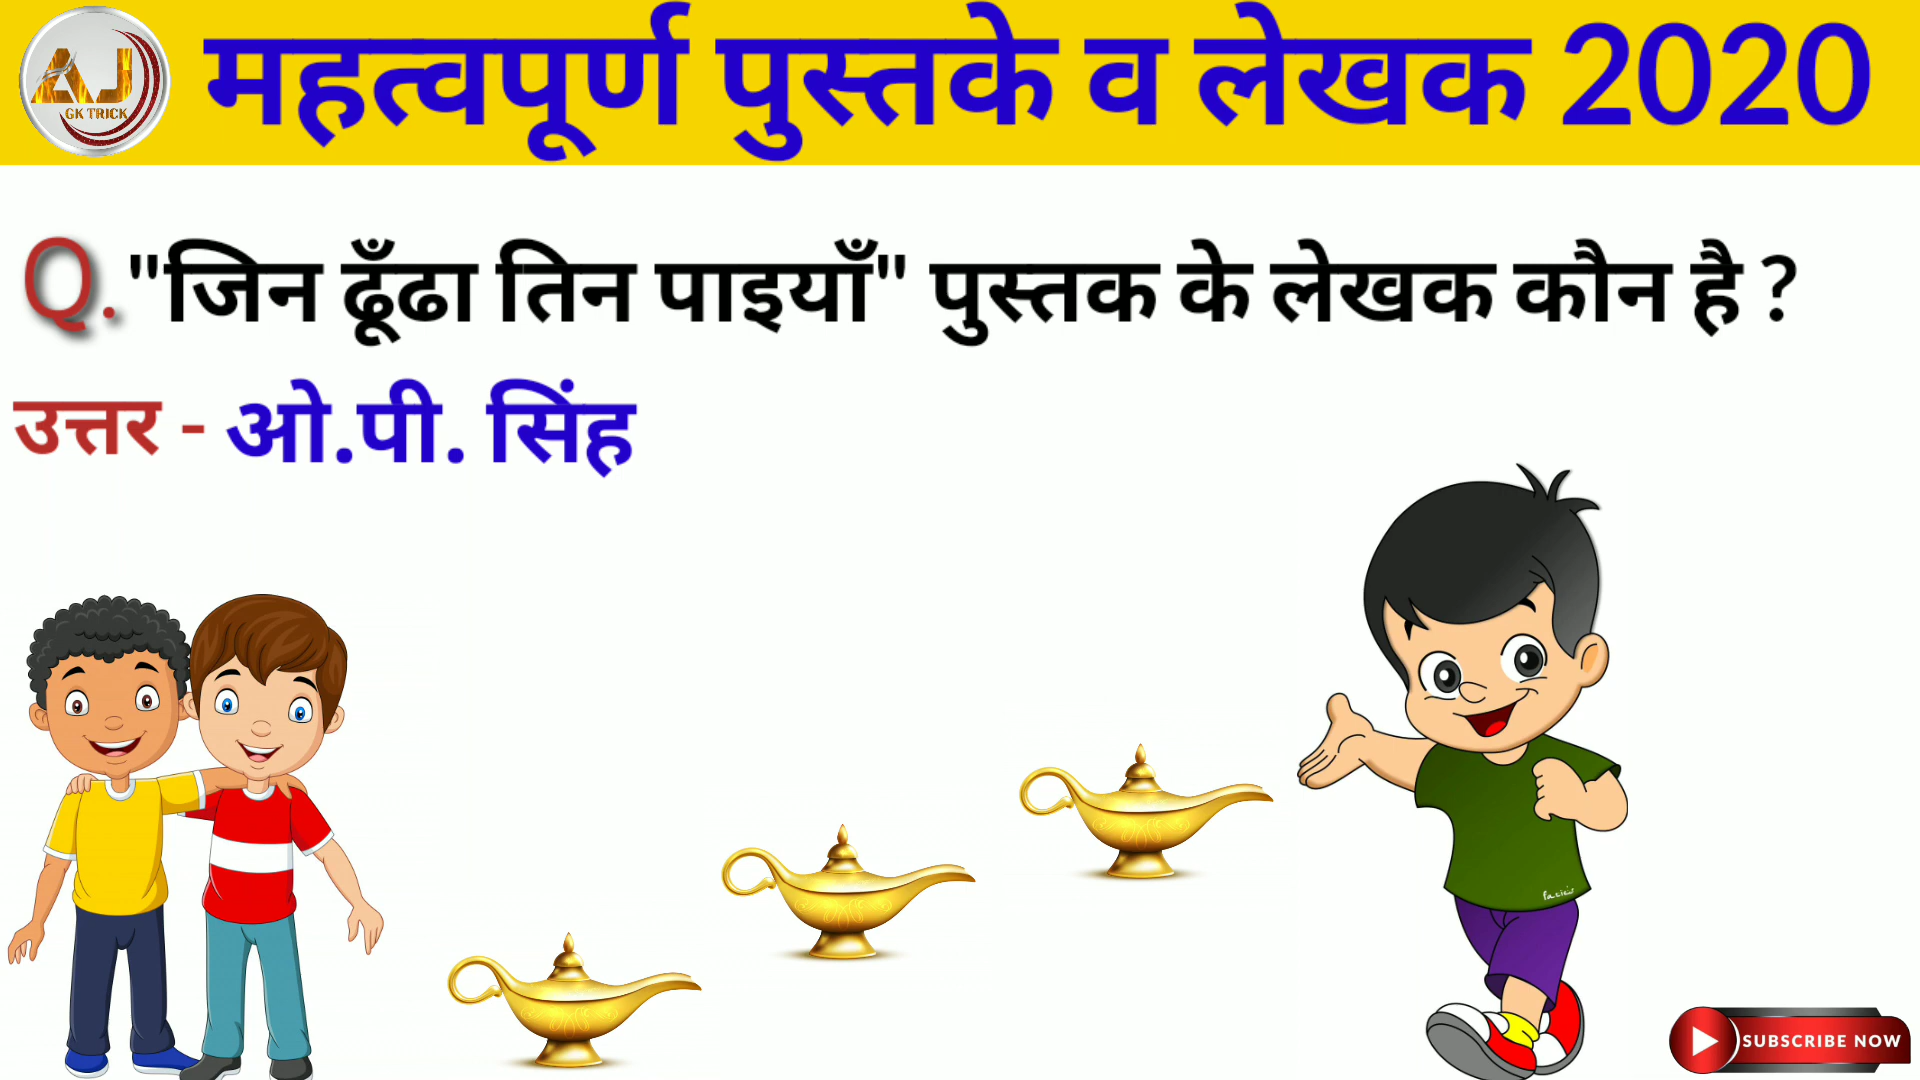 AJ
GK TRICK
महत्वपूर्ण पुस्तके व लेखक 2020
Q. "जिन ढूँढा तिन पाइयाँ" पुस्तक के लेखक कौन है ?
उत्तर - ओ.पी. सिंह
SUBSCRIBE NOW